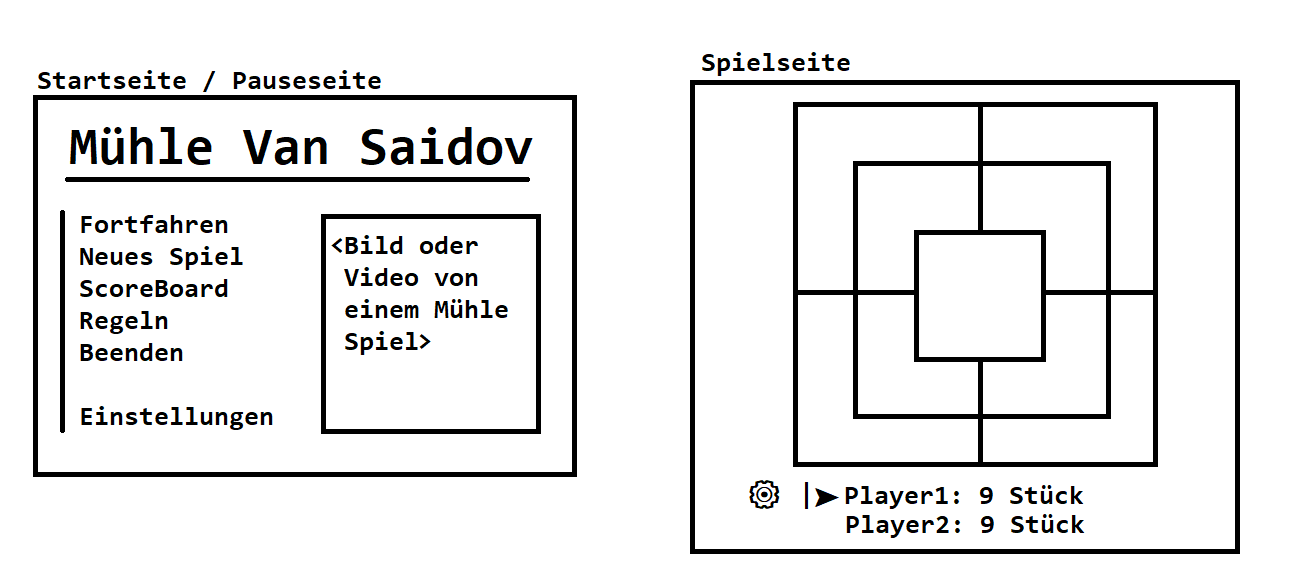 Startseite / Pauseseite
Mühle Van Saidov
Fortfahren
Neues Spiel
ScoreBoard
Regeln
Beenden
Einstellungen
<Bild oder
Video von
einem Mühle
Spiel>
Spielseite
|➤Player1: 9 Stück
Player2: 9 Stück